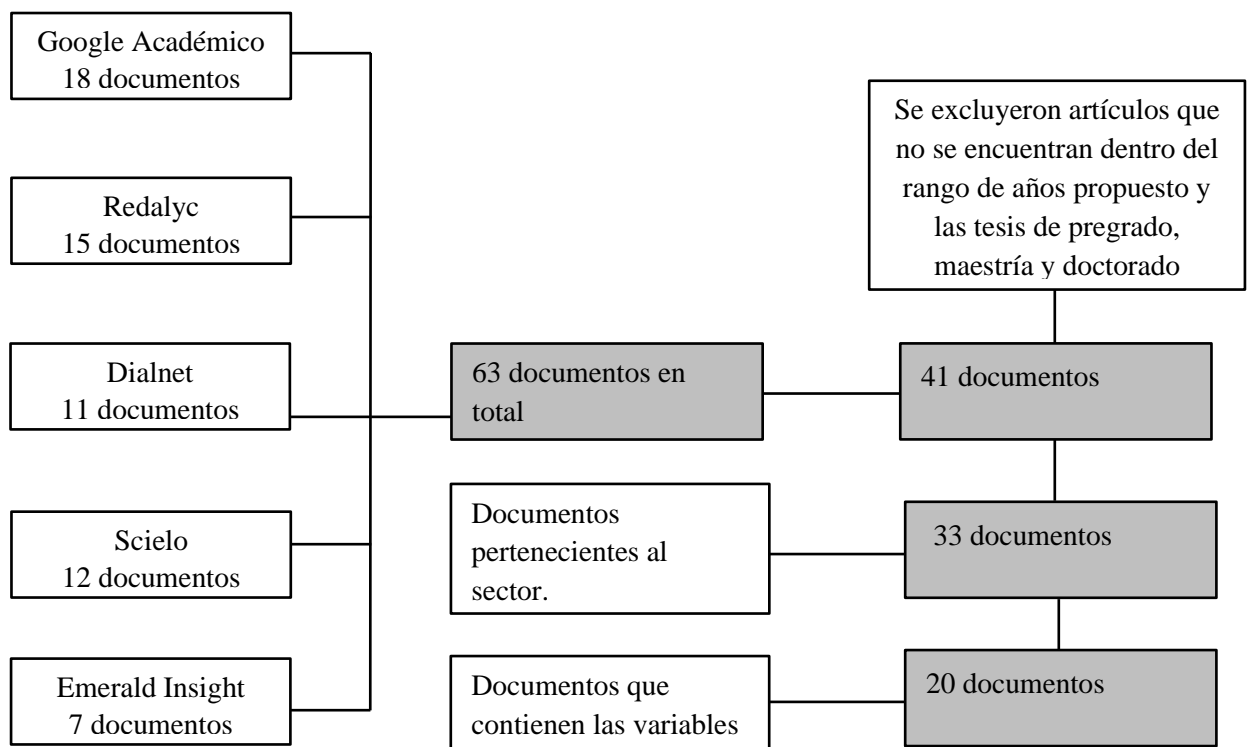 Google Académico
18 documentos
Redalyc
15 documentos
Dialnet
11 documentos
Scielo
12 documentos
Emerald Insight
7 documentos
63 documentos en
total
Se excluyeron artículos que
no se encuentran dentro del
rango de años propuesto y
las tesis de pregrado,
maestría y doctorado
41 documentos
Documentos
pertenecientes al
sector.
33 documentos
Documentos que
contienen las variables
20 documentos